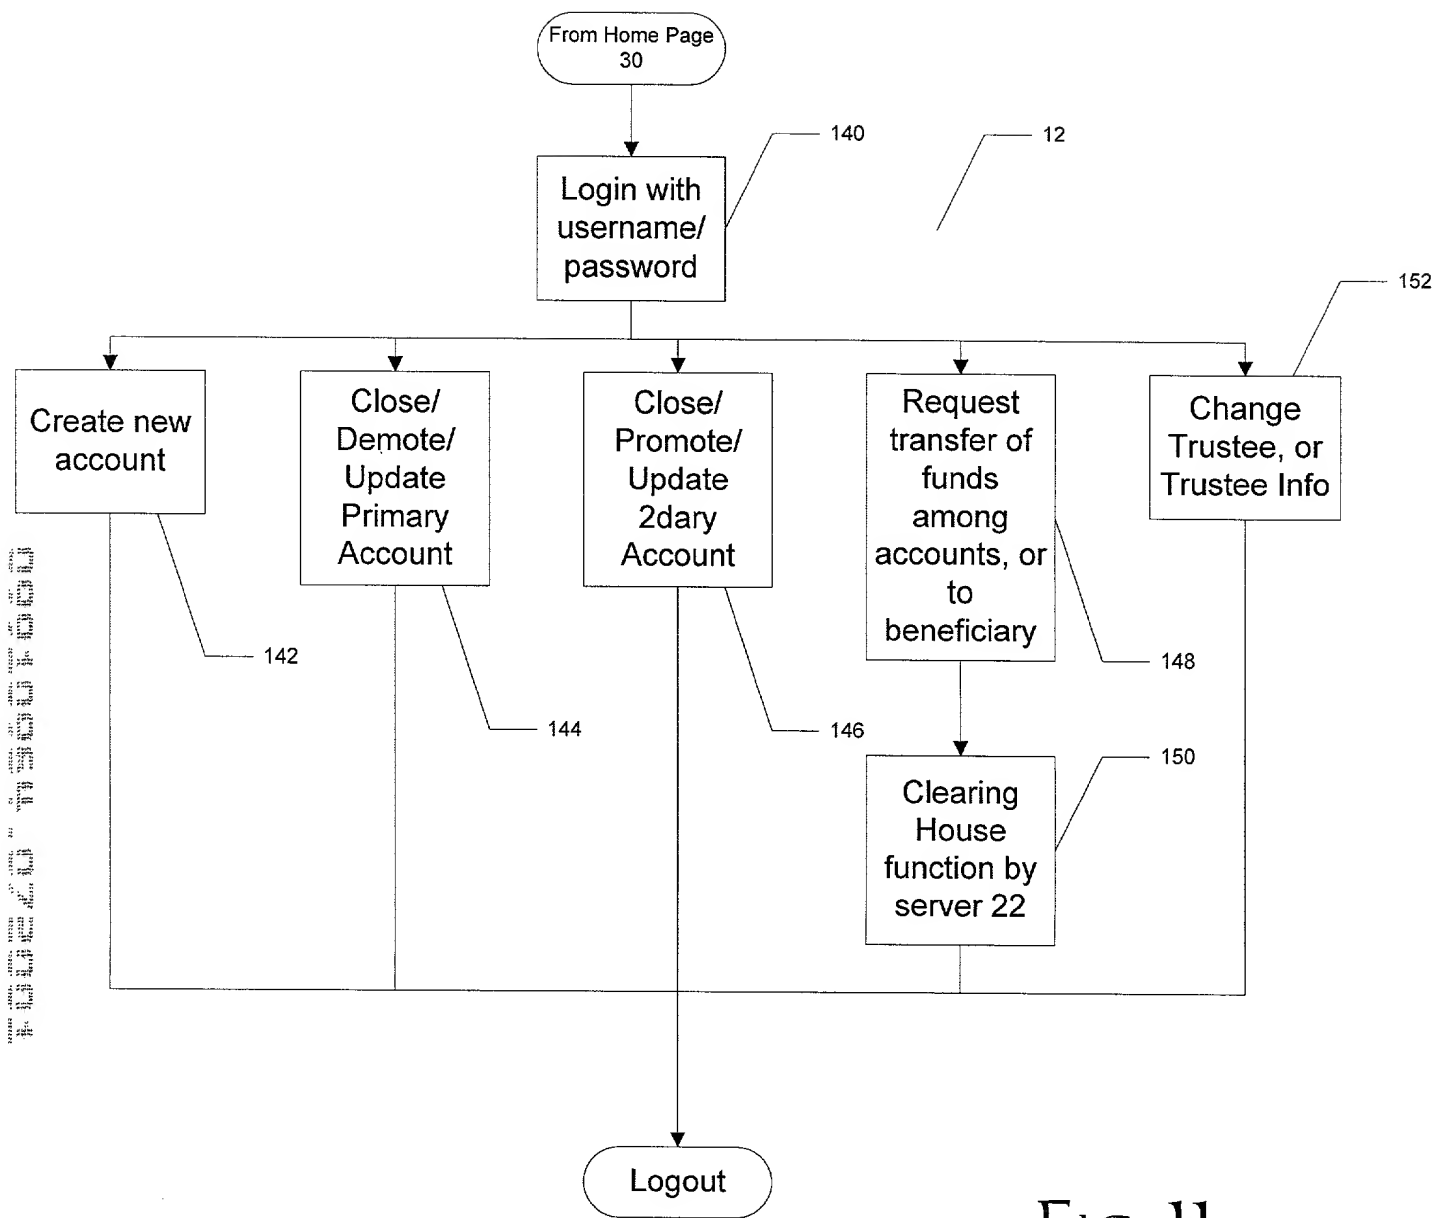 From Home Page
30
140
12
Login with
username/
password
152
Create new
account
Close/
Demote/
Update
Primary
Account
Close/
Promote/
Update
2dary
Account
Request
transfer of
funds
among
accounts, or
to
beneficiary
Change
Trustee, or
Trustee Info
142
144
146
148
150
Clearing
House
function by
server 22
Logout
FIG. 11